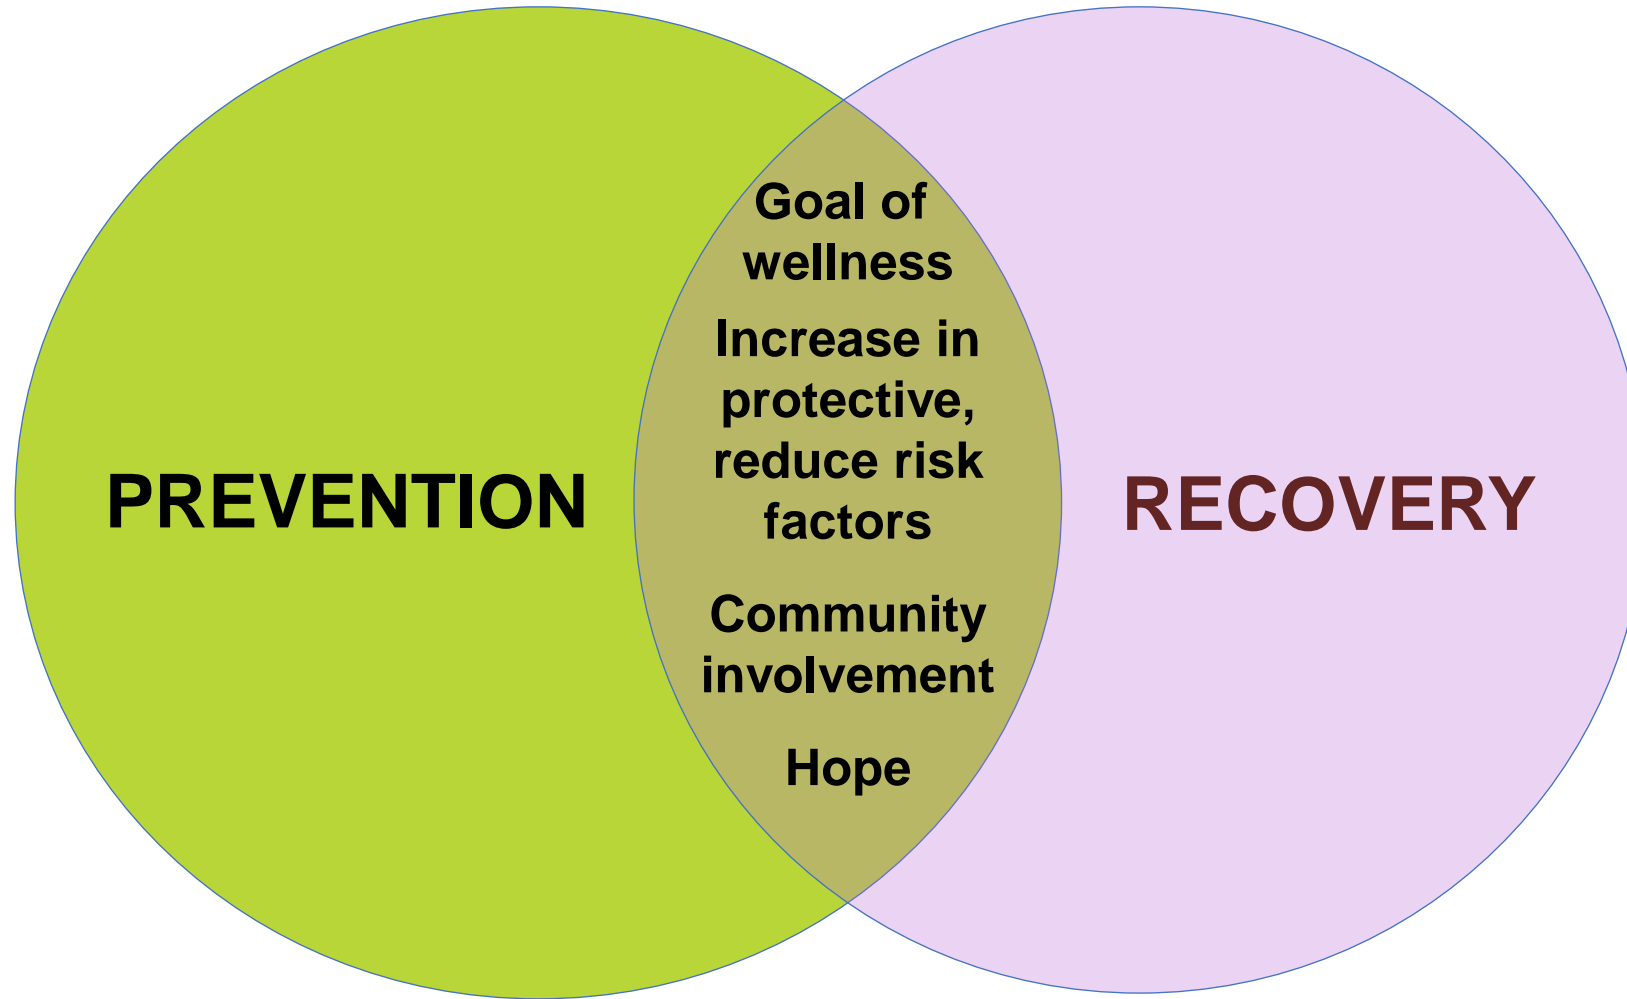 PREVENTION
Goal of
wellness
Increase in
protective,
reduce risk
factors
Community
involvement
Hope
RECOVERY